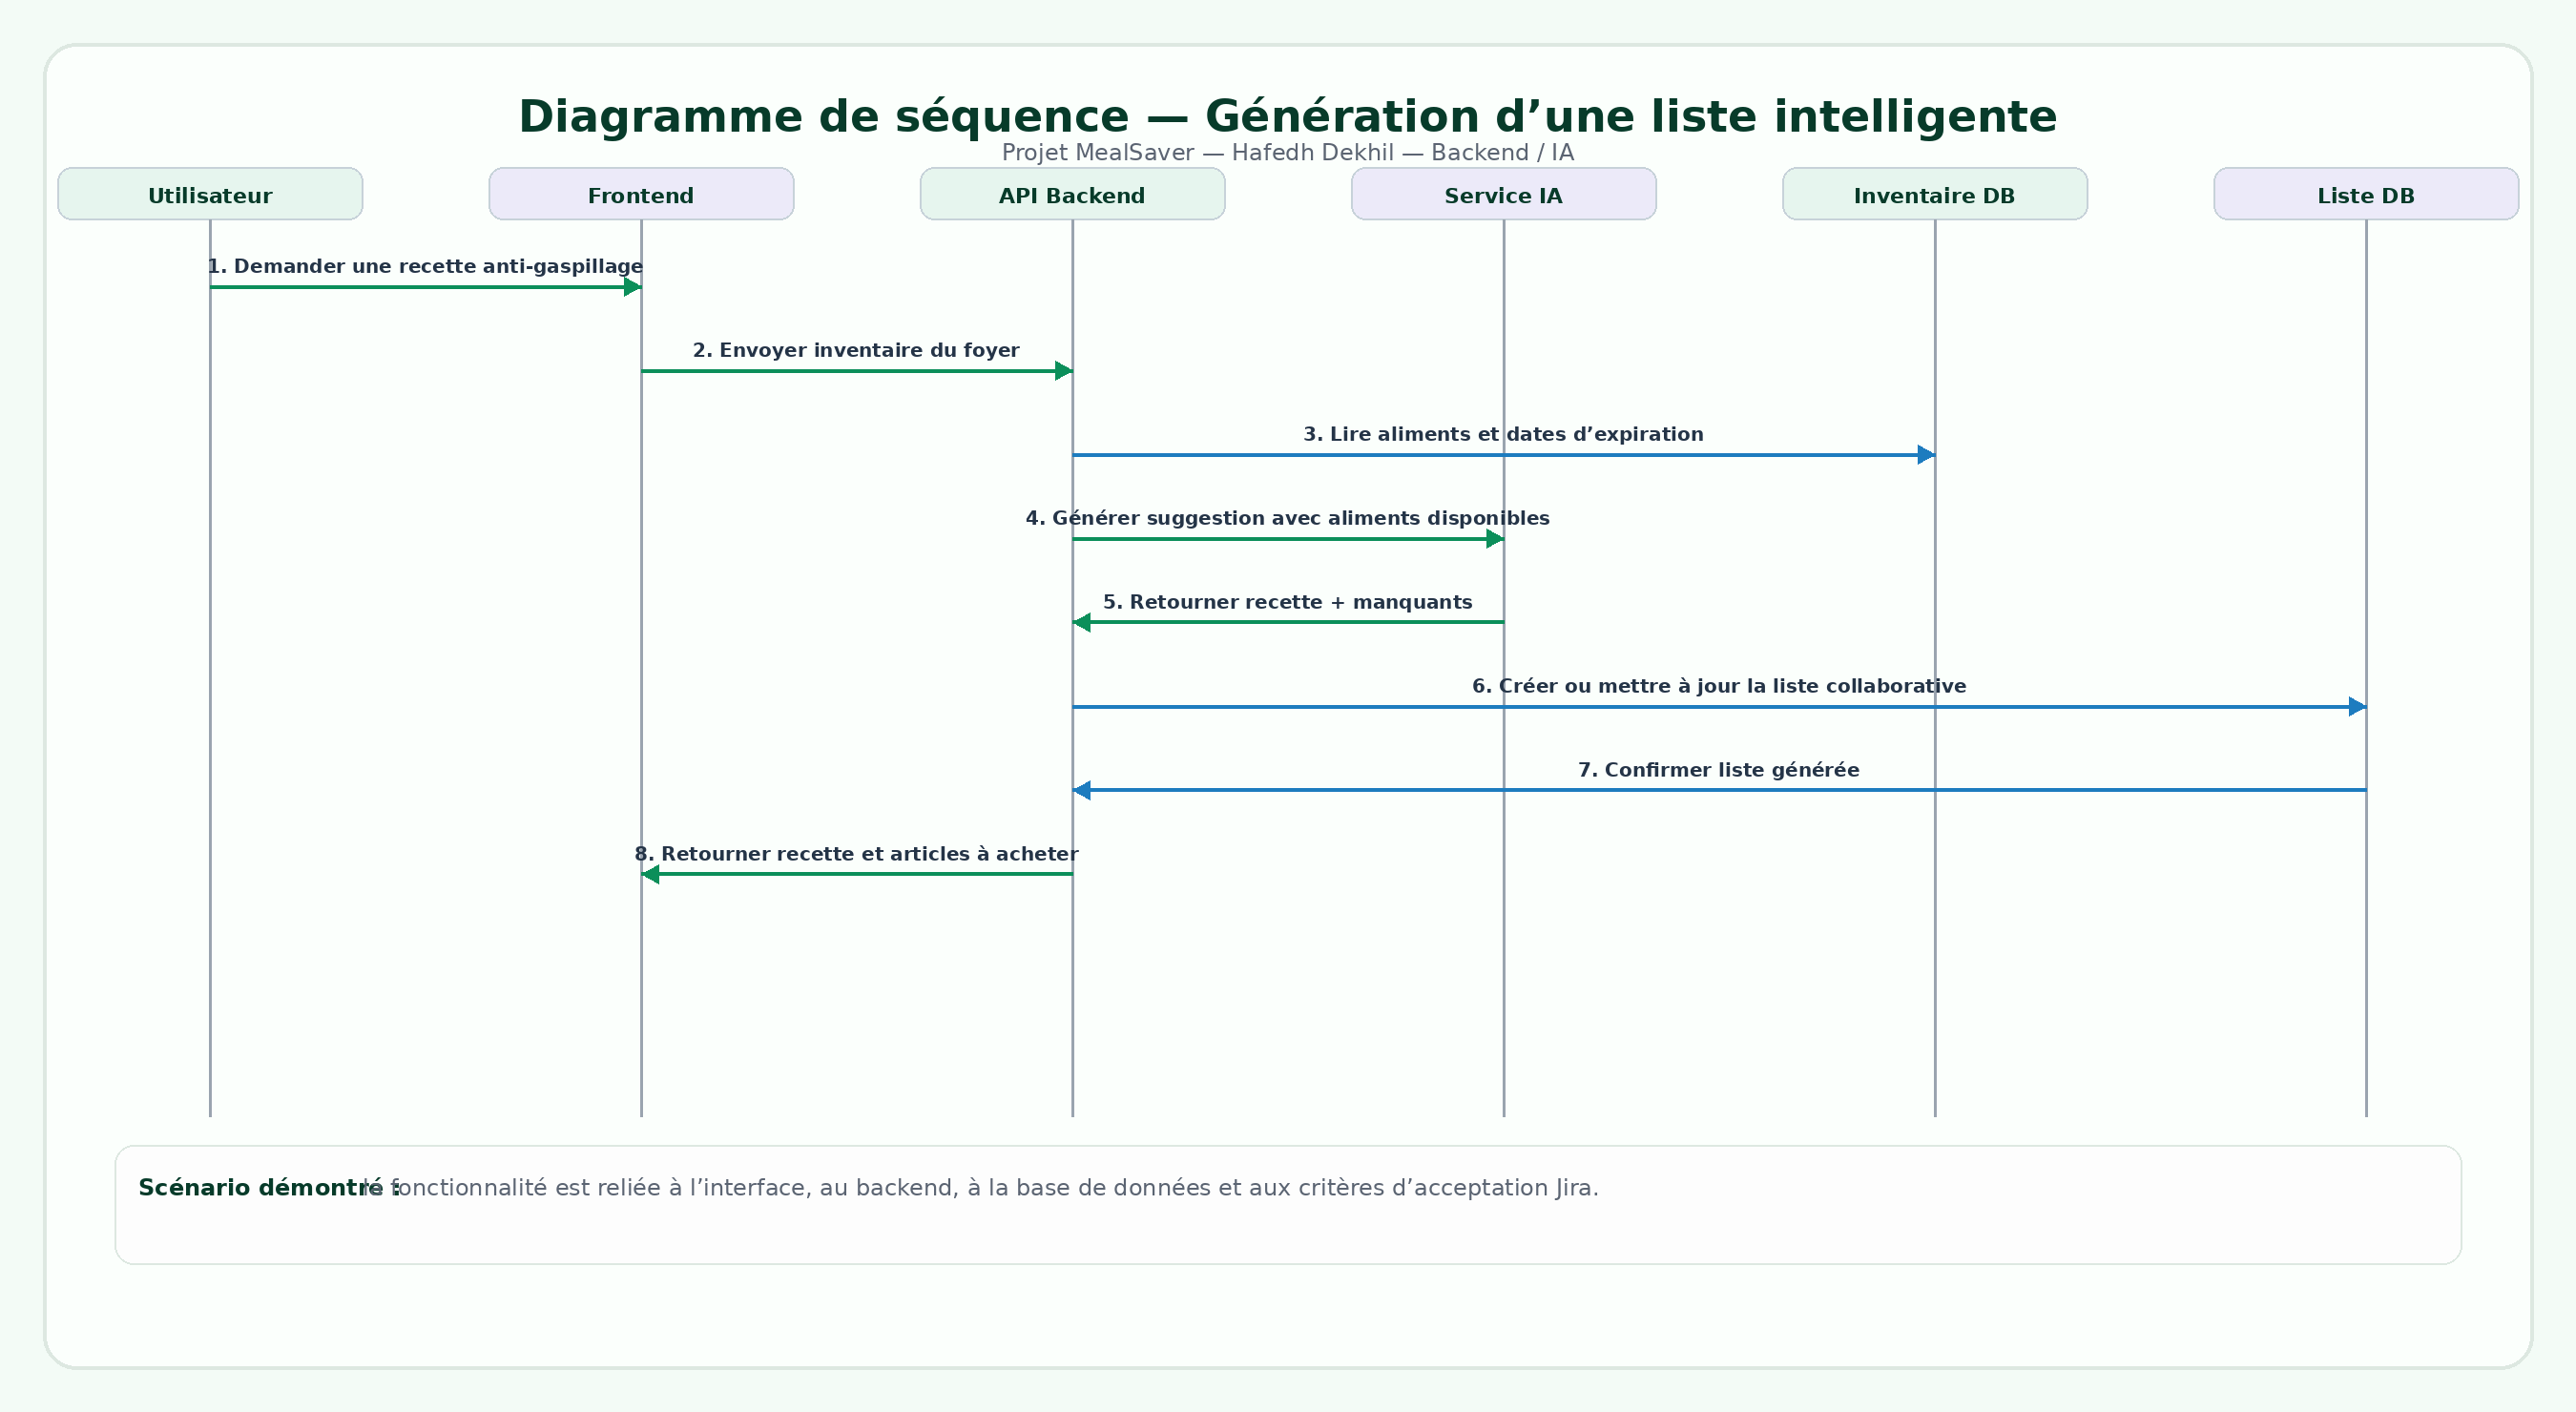 Diagramme de séquence — Génération d’une liste intelligente
Projet MealSaver — Hafedh Dekhil — Backend / IA
Utilisateur
Frontend
API Backend
Service IA
Inventaire DB
Liste DB
1. Demander une recette anti-gaspillage
2. Envoyer inventaire du foyer
3. Lire aliments et dates d’expiration
4. Générer suggestion avec aliments disponibles
5. Retourner recette + manquants
6. Créer ou mettre à jour la liste collaborative
7. Confirmer liste générée
8. Retourner recette et articles à acheter
Scénario démontré : la fonctionnalité est reliée à l’interface, au backend, à la base de données et aux critères d’acceptation Jira.